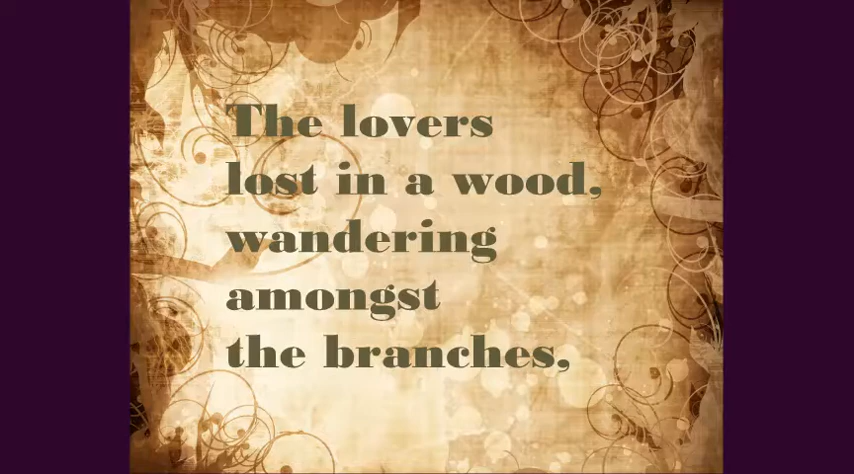 The lovers
lost in a wood,
wandering
amongst
the branches,